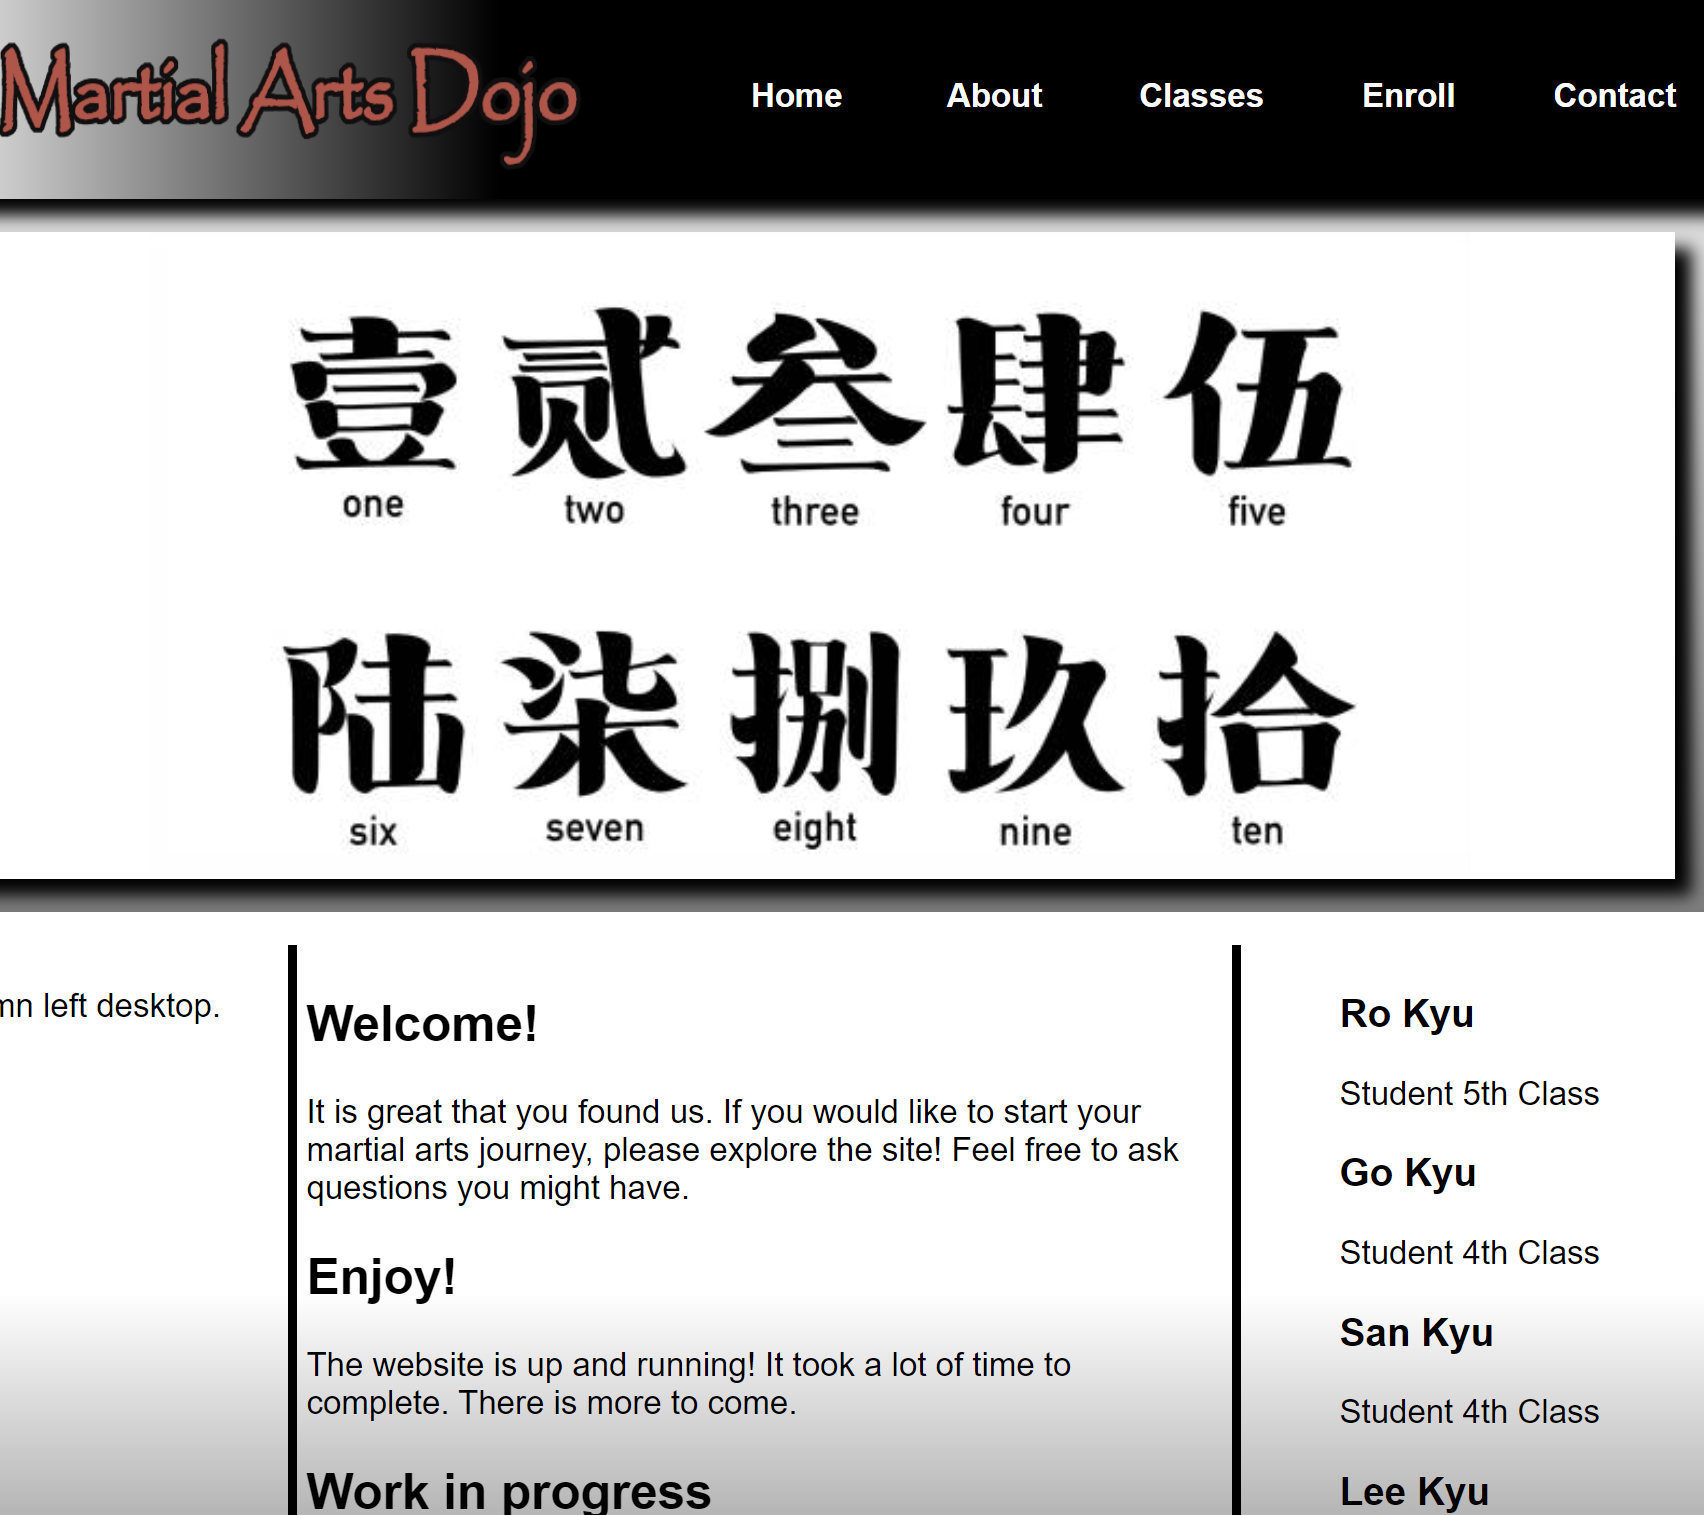 Martial Arts Dojo
Home About Classes Enroll Contact
壹 贰 叁 肆 伍
one two three four five
陆 柒 捌 玖 拾
six seven eight nine ten
left desktop.
Welcome!
It is great that you found us. If you would like to start your
martial arts journey, please explore the site! Feel free to ask
questions you might have.
Enjoy!
The website is up and running! It took a lot of time to
complete. There is more to come.
Work in progress
Ro Kyu
Student 5th Class
Go Kyu
Student 4th Class
San Kyu
Student 4th Class
Lee Kyu